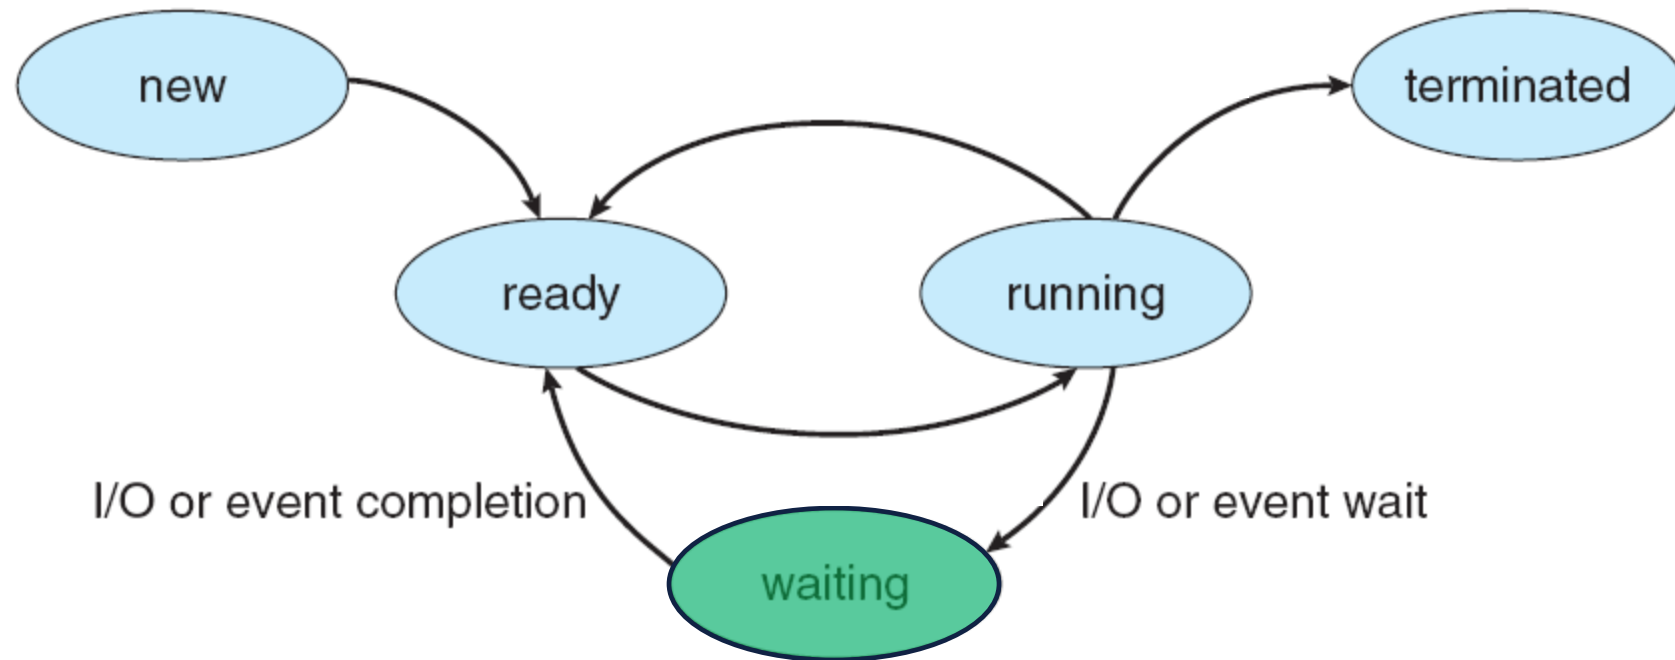 new
terminated
ready
running
I/O or event completion
I/O or event wait
waiting